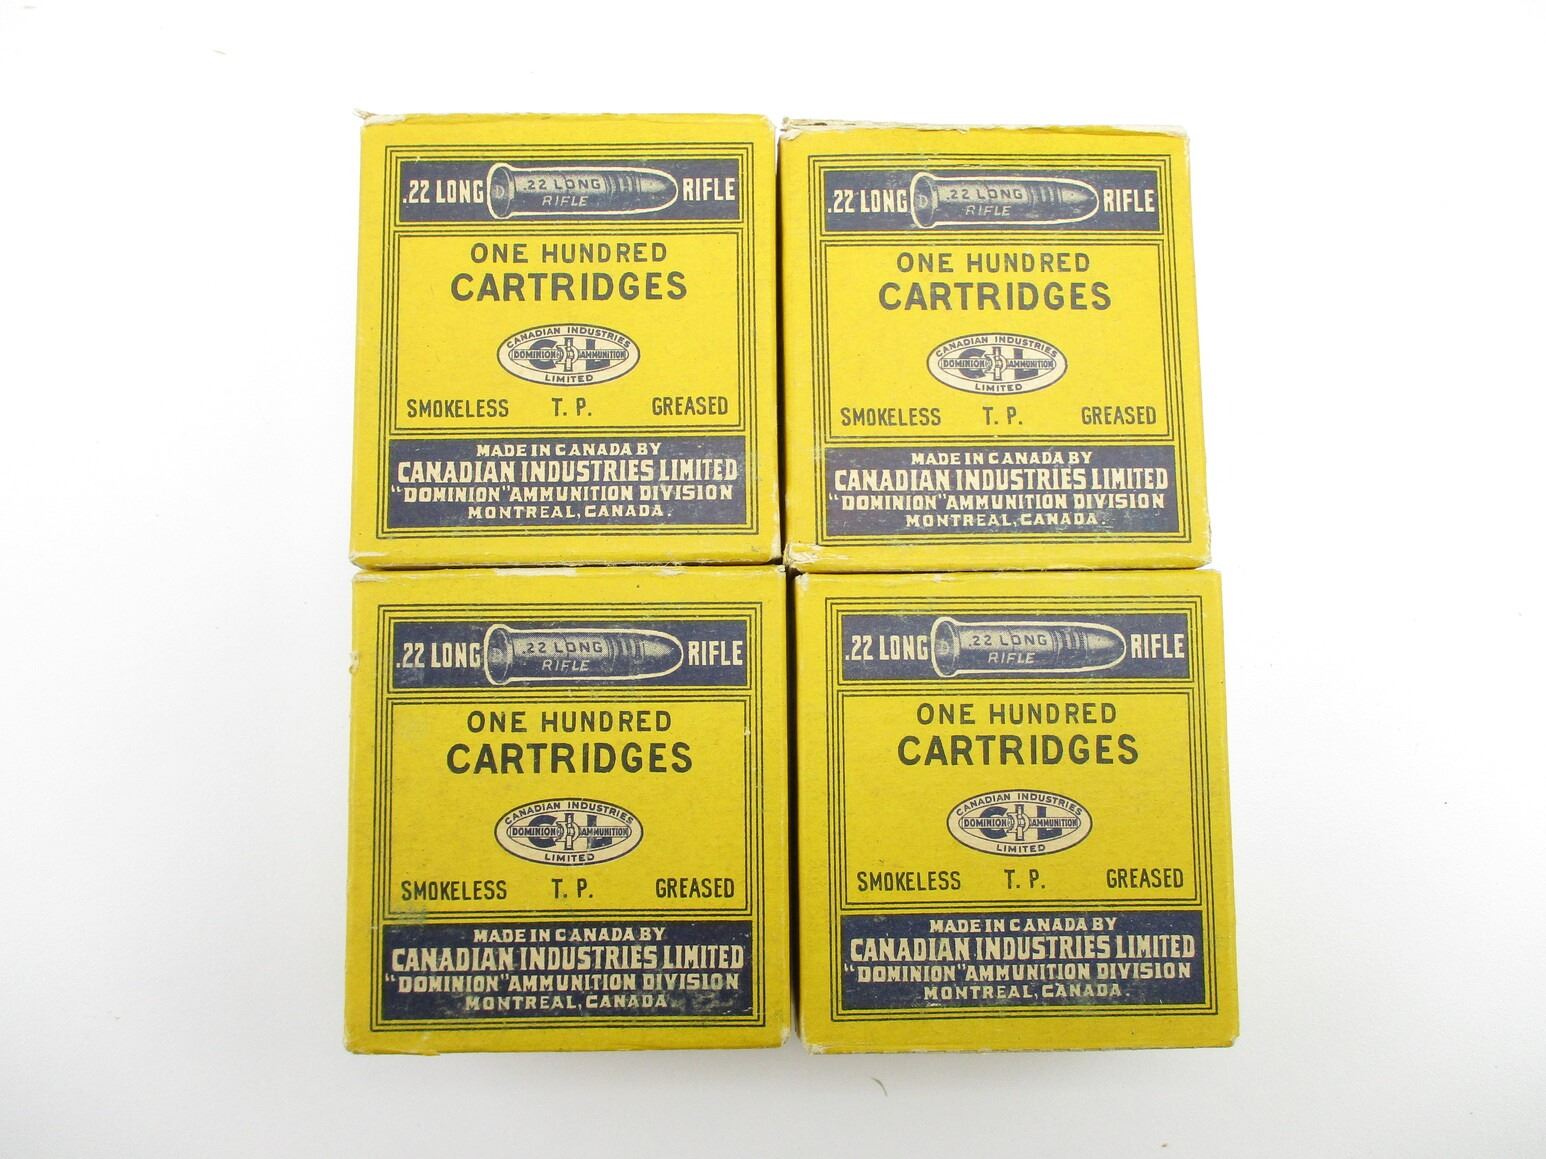 .22 LONG RIFLE
D .22 LONG
RIFLE
ONE HUNDRED
CARTRIDGES
CANADIAN INDUSTRIES
CIL
DOMINION AMMUNITION
LIMITED
SMOKELESS T. P. GREASED
MADE IN CANADA BY
CANADIAN INDUSTRIES LIMITED
"DOMINION" AMMUNITION DIVISION
MONTREAL, CANADA.
.22 LONG RIFLE
D .22 LONG
RIFLE
ONE HUNDRED
CARTRIDGES
CANADIAN INDUSTRIES
CIL
DOMINION AMMUNITION
LIMITED
SMOKELESS T. P. GREASED
MADE IN CANADA BY
CANADIAN INDUSTRIES LIMITED
"DOMINION" AMMUNITION DIVISION
MONTREAL, CANADA.
.22 LONG RIFLE
D .22 LONG
RIFLE
ONE HUNDRED
CARTRIDGES
CANADIAN INDUSTRIES
CIL
DOMINION AMMUNITION
LIMITED
SMOKELESS T. P. GREASED
MADE IN CANADA BY
CANADIAN INDUSTRIES LIMITED
"DOMINION" AMMUNITION DIVISION
MONTREAL, CANADA
.22 LONG RIFLE
D .22 LONG
RIFLE
ONE HUNDRED
CARTRIDGES
CANADIAN INDUSTRIES
CIL
DOMINION AMMUNITION
LIMITED
SMOKELESS T. P. GREASED
MADE IN CANADA BY
CANADIAN INDUSTRIES LIMITED
"DOMINION" AMMUNITION DIVISION
MONTREAL, CANADA.